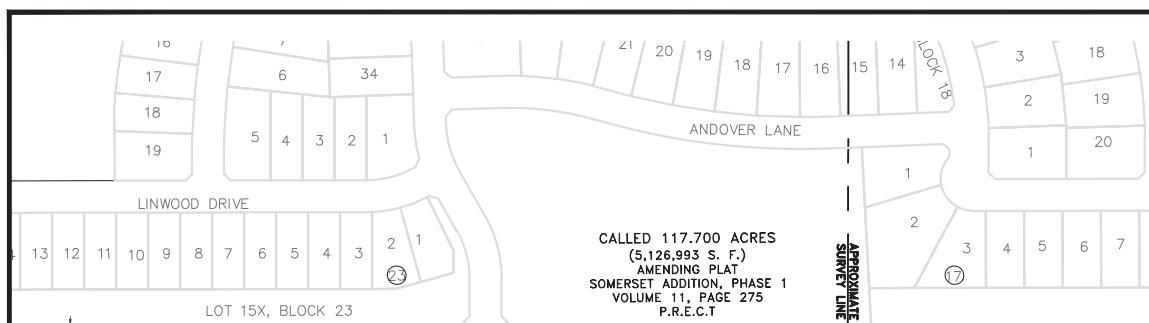 16
17
18
19
7
6
34
5 4 3 2 1
21 20 19 18 17 16 15 14
BLOCK 18
3 18
2 19
1 20
ANDOVER LANE
LINWOOD DRIVE
13 12 11 10 9 8 7 6 5 4 3 2 1
23
LOT 15X, BLOCK 23
CALLED 117.700 ACRES
(5,126,993 S. F.)
AMENDING PLAT
SOMERSET ADDITION, PHASE 1
VOLUME 11, PAGE 275
P.R.E.C.T
APPROXIMATE
SURVEY LINE
1
2
3 4 5 6 7
17